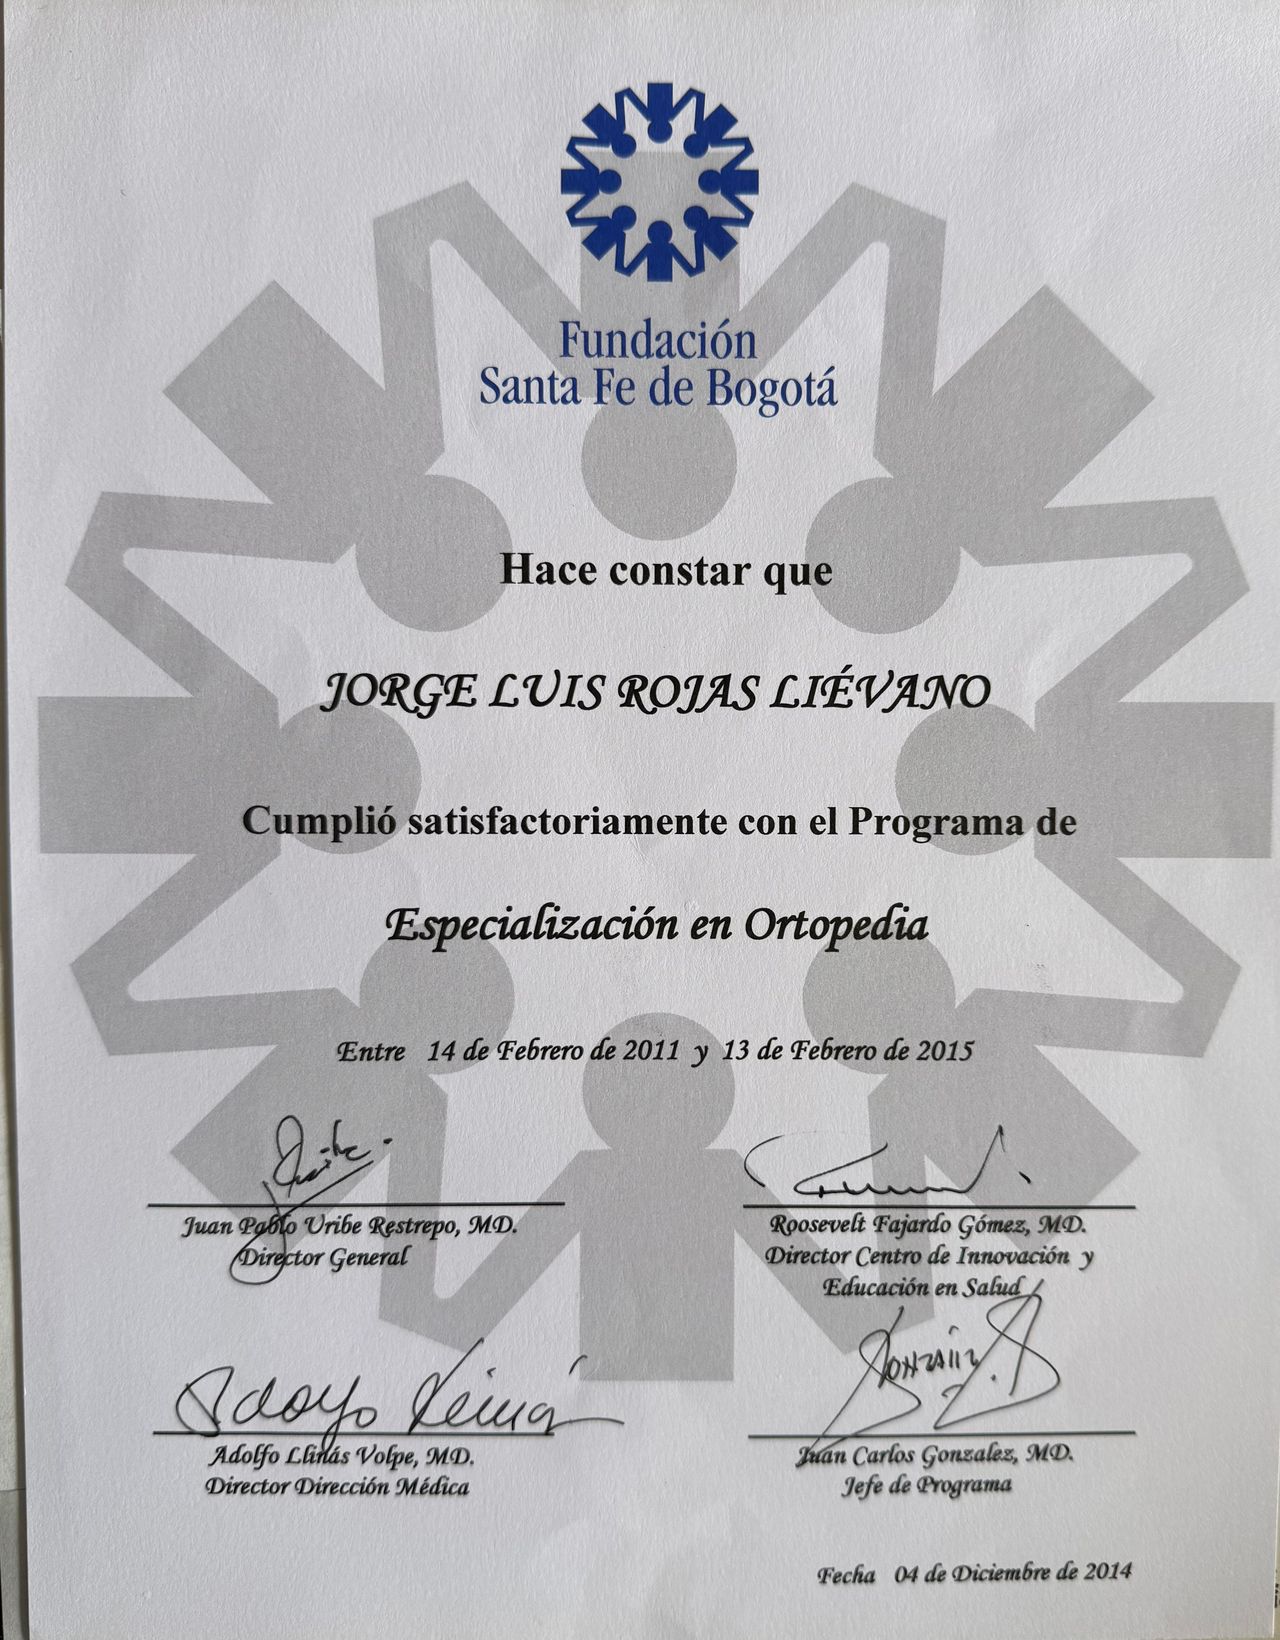 Fundación
Santa Fe de Bogotá
Hace constar que
JORGE LUIS ROJAS LIÉVANO
Cumplió satisfactoriamente con el Programa de
Especialización en Ortopedia
Entre 14 de Febrero de 2011 y 13 de Febrero de 2015
Juan Pablo Uribe Restrepo, MD.
Director General
Roosevelt Fajardo Gómez, MD.
Director Centro de Innovación y
Educación en Salud
Adolfo Llinás
Adolfo Llinás Volpe, MD.
Director Dirección Médica
Juan Carlos Gonzalez, MD.
Jefe de Programa
Fecha 04 de Diciembre de 2014